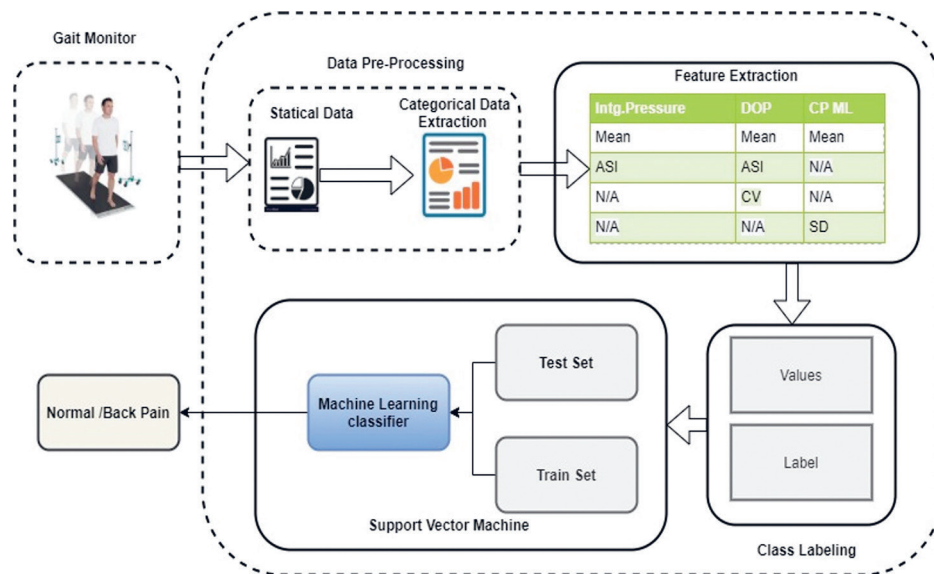 Gait Monitor
Data Pre-Processing
Statical Data
Categorical Data
Extraction
Feature Extraction
Intg.Pressure DOP CP ML
Mean Mean Mean
ASI ASI N/A
N/A CV N/A
N/A N/A SD
Values
Label
Class Labeling
Test Set
Train Set
Machine Learning
classifier
Support Vector Machine
Normal /Back Pain